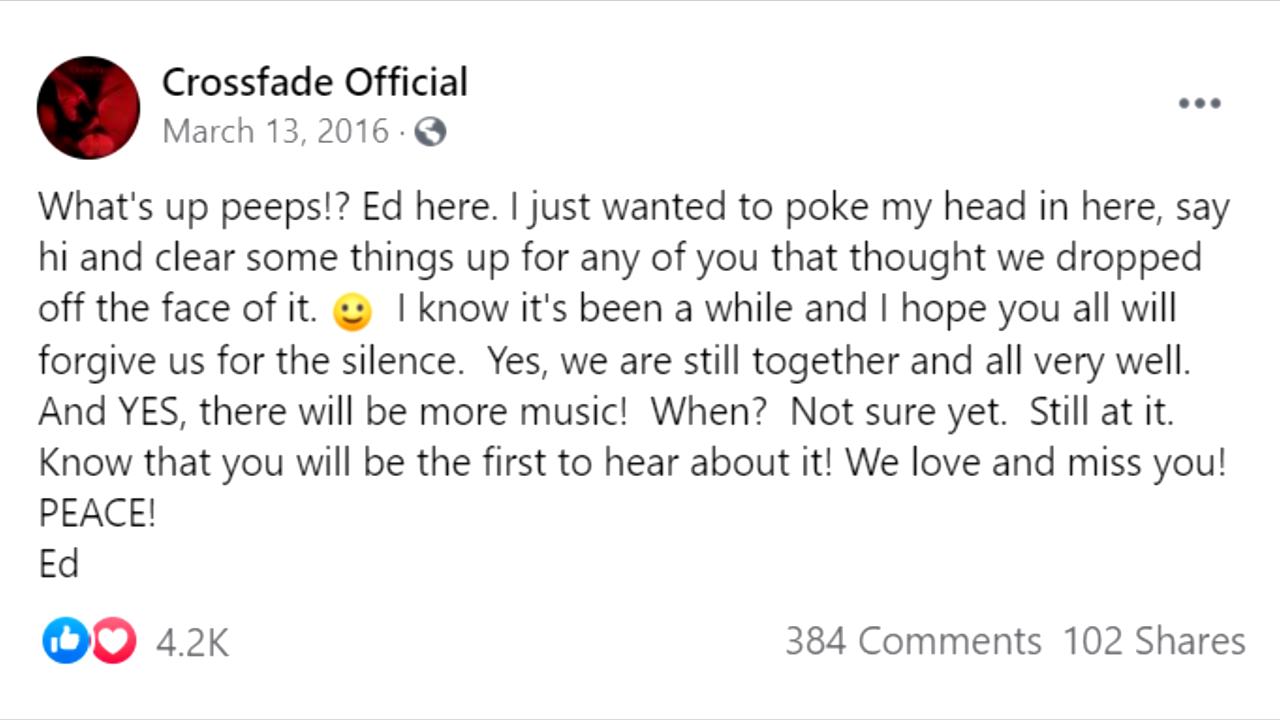 Crossfade Official
March 13, 2016 ·
What's up peeps!? Ed here. I just wanted to poke my head in here, say
hi and clear some things up for any of you that thought we dropped
off the face of it. 🙂 I know it's been a while and I hope you all will
forgive us for the silence.  Yes, we are still together and all very well.
And YES, there will be more music!  When?  Not sure yet.  Still at it.
Know that you will be the first to hear about it! We love and miss you!
PEACE!
Ed
4.2K 384 Comments 102 Shares